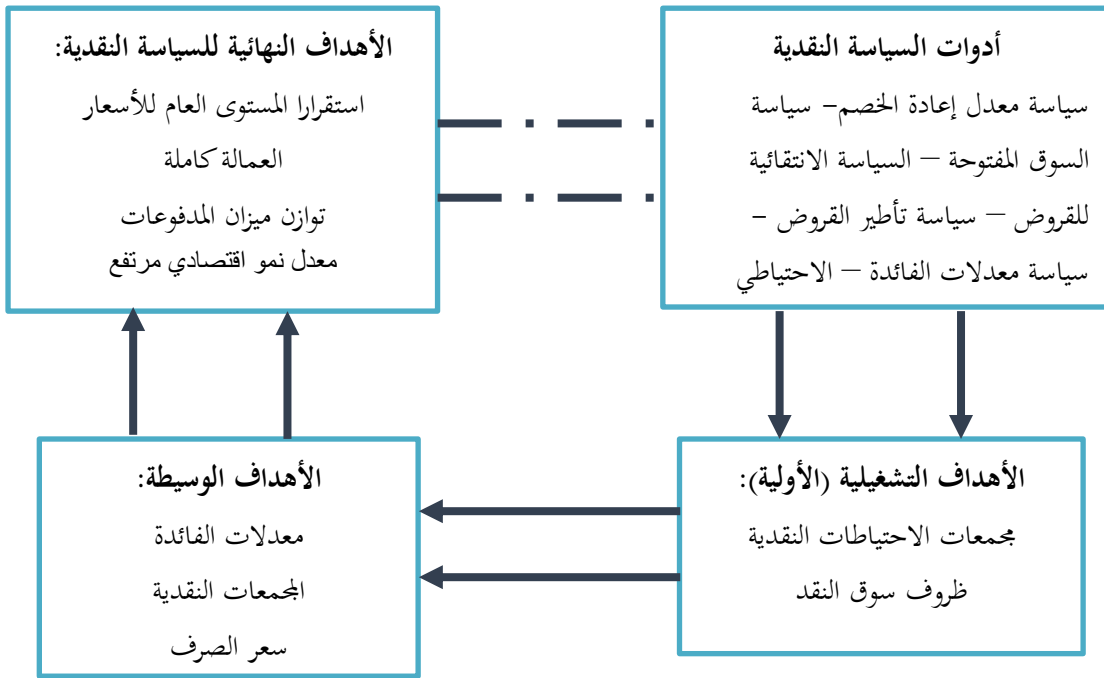 أدوات السياسة النقدية
سياسة معدل إعادة الخصم– سياسة
السوق المفتوحة – السياسة الانتقائية
للقروض – سياسة تأطير القروض –
سياسة معدلات الفائدة – الاحتياطي
الأهداف النهائية للسياسة النقدية:
استقرارا المستوى العام للأسعار
العمالة كاملة
توازن ميزان المدفوعات
معدل نمو اقتصادي مرتفع
الأهداف التشغيلية (الأولية):
مجمعات الاحتياطات النقدية
ظروف سوق النقد
الأهداف الوسيطة:
معدلات الفائدة
المجمعات النقدية
سعر الصرف